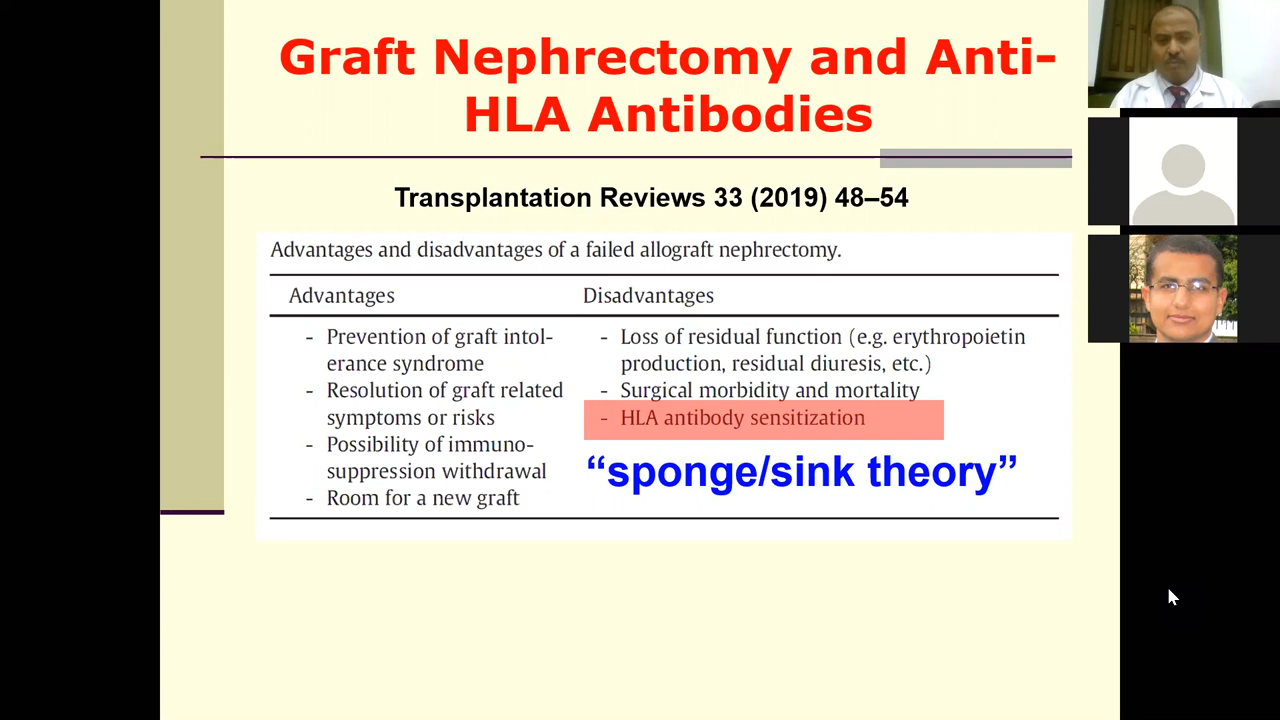 Graft Nephrectomy and Anti-
HLA Antibodies
Transplantation Reviews 33 (2019) 48–54
Advantages and disadvantages of a failed allograft nephrectomy.
Advantages
Disadvantages
- Prevention of graft intol-
erance syndrome
- Resolution of graft related
symptoms or risks
- Possibility of immuno-
suppression withdrawal
- Room for a new graft
- Loss of residual function (e.g. erythropoietin
production, residual diuresis, etc.)
- Surgical morbidity and mortality
- HLA antibody sensitization
“sponge/sink theory”